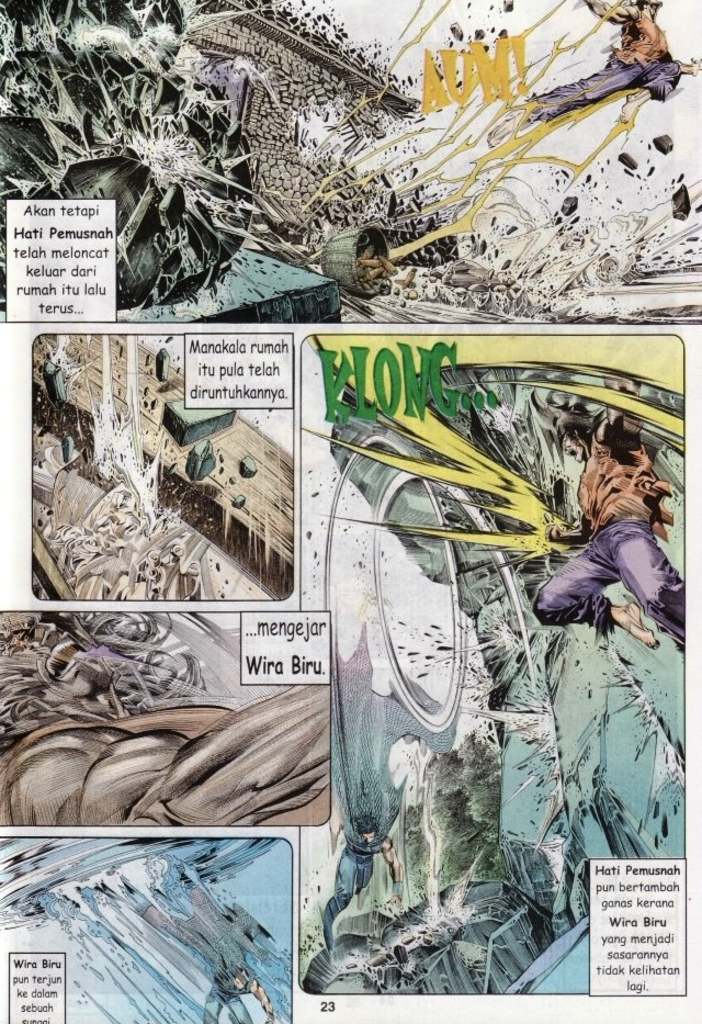 AUM!
Akan tetapi
Hati Pemusnah
telah meloncat
keluar dari
rumah itu lalu
terus...
Manakala rumah
itu pula telah
diruntuhkannya.
KLONG...
...mengejar
Wira Biru.
Hati Pemusnah
pun bertambah
ganas kerana
Wira Biru
yang menjadi
sasarannya
tidak kelihatan
lagi.
Wira Biru
pun terjun
ke dalam
sebuah
sungai
23